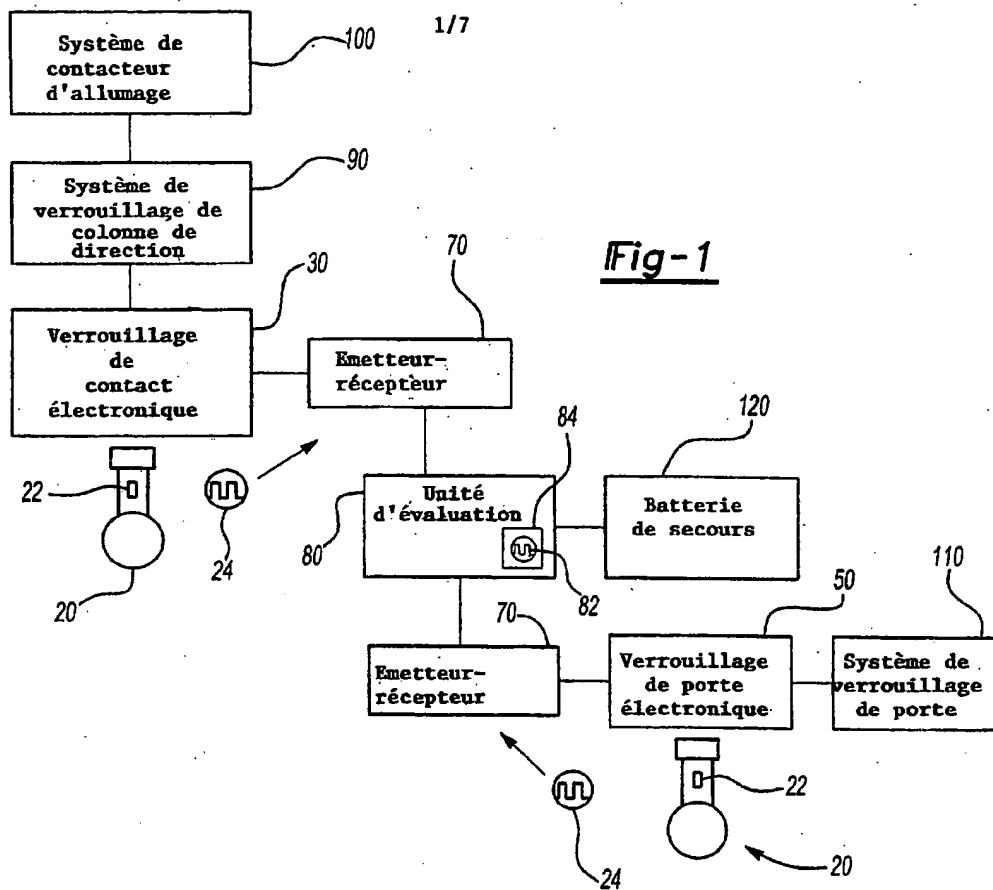 1/7
Système de
contacteur
d'allumage
100
Système de
verrouillage de
colonne de
direction
90
Fig-1
Verrouillage
de
contact
électronique
30
Emetteur-
récepteur
70
22
20
24
80
Unité
d'évaluation
84
82
Batterie
de secours
120
Emetteur-
récepteur
70
Verrouillage
de porte
électronique
50
Système de
verrouillage
de porte
110
24
22
20